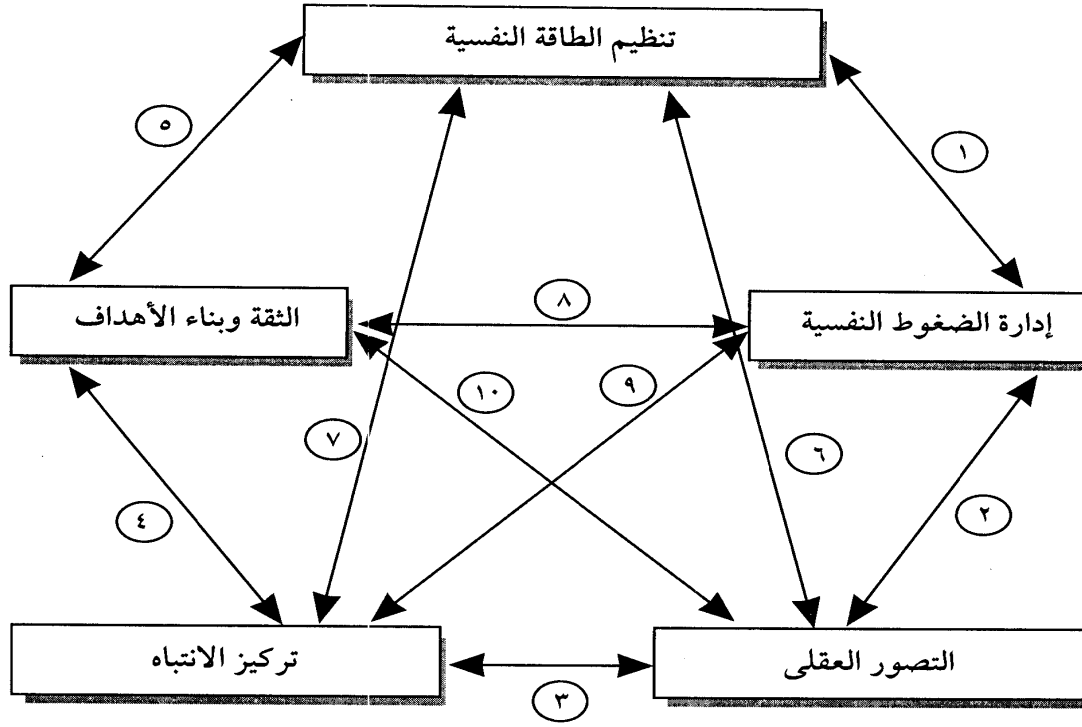 تنظيم الطاقة النفسية
٥
١
الثقة وبناء الأهداف
٨
إدارة الضغوط النفسية
١٠
٩
٧
٦
٤
٢
تركيز الانتباه
٣
التصور العقلى